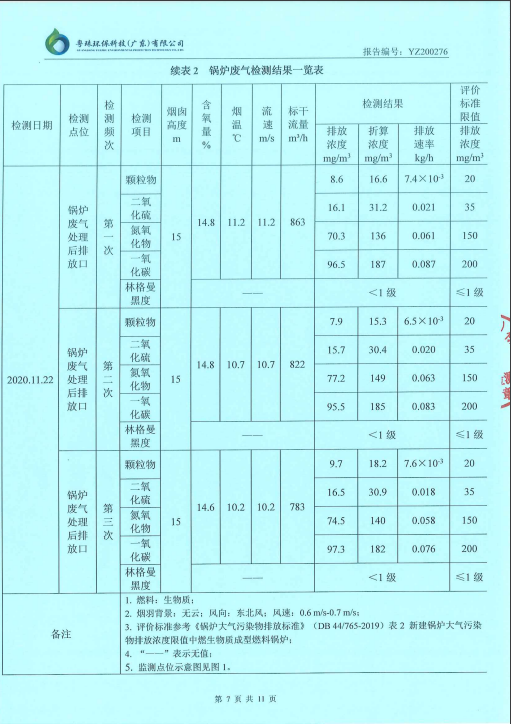 粤珠环保科技(广东)有限公司
报告编号：YZ200276
续表 2 锅炉废气检测结果一览表
检测日期 检测点位 检测频次 检测项目 烟囱高度 m 含氧量 % 烟温 ℃ 流速 m/s 标干流量 m³/h 检测结果 评价标准限值
排放浓度 mg/m³ 折算浓度 mg/m³ 排放速率 kg/h 排放浓度 mg/m³
2020.11.22
锅炉废气处理后排放口 第一次 15 14.8 11.2 11.2 863
颗粒物 8.6 16.6 7.4×10⁻³ 20
二氧化硫 16.1 31.2 0.021 35
氮氧化物 70.3 136 0.061 150
一氧化碳 96.5 187 0.087 200
林格曼黑度 —— ＜1 级 ≤1 级
锅炉废气处理后排放口 第二次 15 14.8 10.7 10.7 822
颗粒物 7.9 15.3 6.5×10⁻³ 20
二氧化硫 15.7 30.4 0.020 35
氮氧化物 77.2 149 0.063 150
一氧化碳 95.5 185 0.083 200
林格曼黑度 —— ＜1 级 ≤1 级
锅炉废气处理后排放口 第三次 15 14.6 10.2 10.2 783
颗粒物 9.7 18.2 7.6×10⁻³ 20
二氧化硫 16.5 30.9 0.018 35
氮氧化物 74.5 140 0.058 150
一氧化碳 97.3 182 0.076 200
林格曼黑度 —— ＜1 级 ≤1 级
备注
1. 燃料：生物质；
2. 烟羽背景：无云；风向：东北风；风速：0.6 m/s-0.7 m/s；
3. 评价标准参考《锅炉大气污染物排放标准》（DB 44/765-2019）表 2 新建锅炉大气污染
物排放浓度限值中燃生物质成型燃料锅炉；
4. “——”表示无值；
5. 监测点位示意图见图 1。
第 7 页 共 11 页